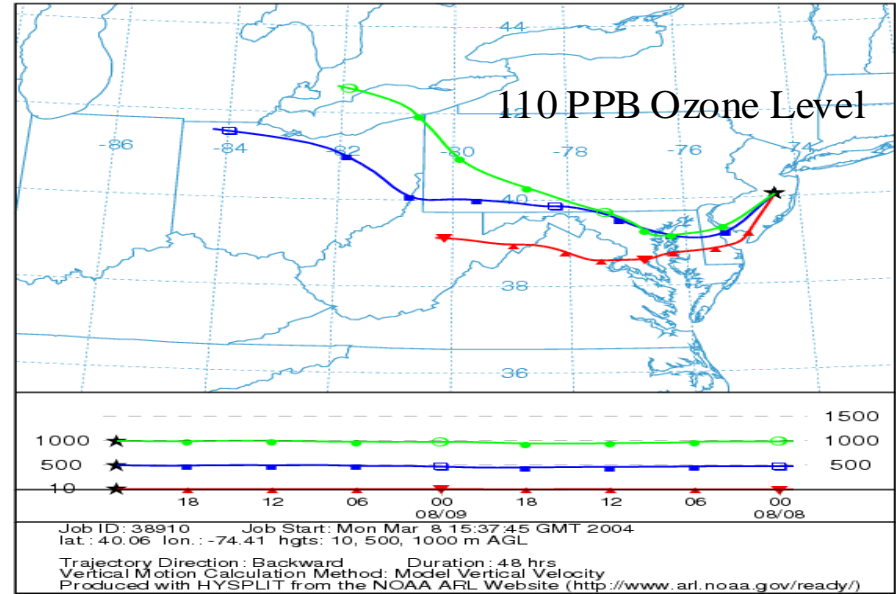 44
110 PPB Ozone Level
-86 -84 -82 -80 -78 -76 74
40
38
36
1500
1000 1000
500 500
10
18 12 06 00 18 12 06 00
08/09 08/08
Job ID: 38910 Job Start: Mon Mar 8 15:37:45 GMT 2004
lat.: 40.06 lon.: -74.41 hgts: 10, 500, 1000 m AGL
Trajectory Direction: Backward Duration: 48 hrs
Vertical Motion Calculation Method: Model Vertical Velocity
Produced with HYSPLIT from the NOAA ARL Website (http://www.arl.noaa.gov/ready/)